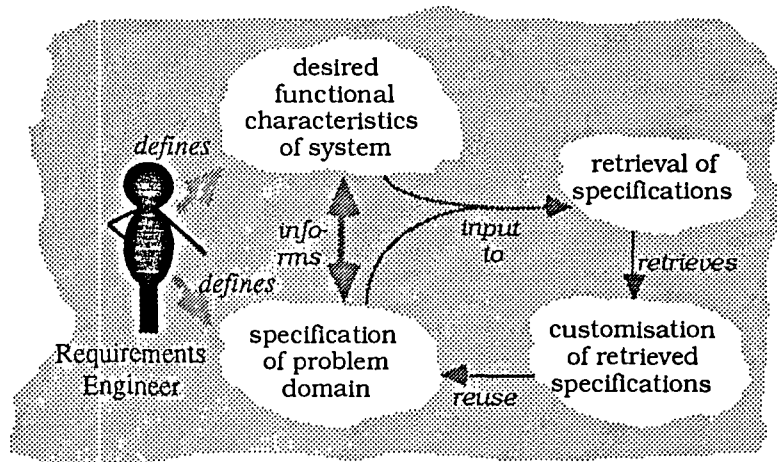 desired
functional
characteristics
of system
defines
retrieval of
specifications
info-
rms
input
to
retrieves
defines
specification
of problem
domain
customisation
of retrieved
specifications
Requirements
Engineer
reuse